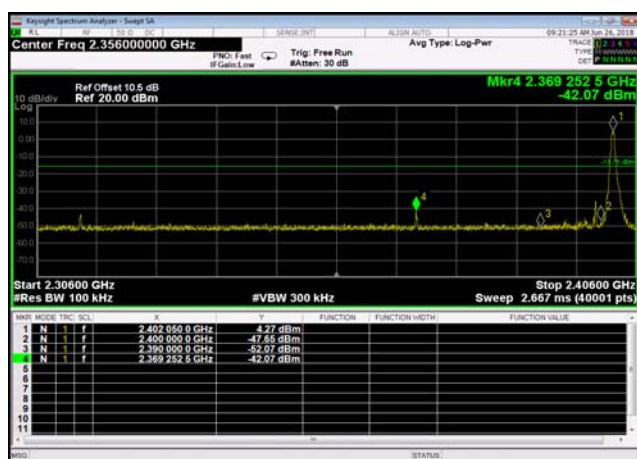 Keysight Spectrum Analyzer - Swept SA
RL RF 50 Ω DC SENSE:INT ALIGN AUTO 09:21:25 AM Jun 26, 2018
Center Freq 2.356000000 GHz
PNO: Fast
IFGain:Low
Trig: Free Run
#Atten: 30 dB
Avg Type: Log-Pwr
TRACE 1 2 3 4 5 6
TYPE
DET P N N N N N
Mkr4 2.369 252 5 GHz
-42.07 dBm
Ref Offset 10.5 dB
10 dB/div Ref 20.00 dBm
Log
10.0
0.00
-10.0
-20.0
-30.0
-40.0
-50.0
-60.0
-70.0
1
2
3
4
Start 2.30600 GHz Stop 2.40600 GHz
#Res BW 100 kHz #VBW 300 kHz Sweep 2.667 ms (40001 pts)
MKR MODE TRC SCL X Y FUNCTION FUNCTION WIDTH FUNCTION VALUE
1 N 1 f 2.402 050 0 GHz 4.27 dBm
2 N 1 f 2.400 000 0 GHz -47.65 dBm
3 N 1 f 2.390 000 0 GHz -52.07 dBm
4 N 1 f 2.369 252 5 GHz -42.07 dBm
5
6
7
8
9
10
11
MSG STATUS